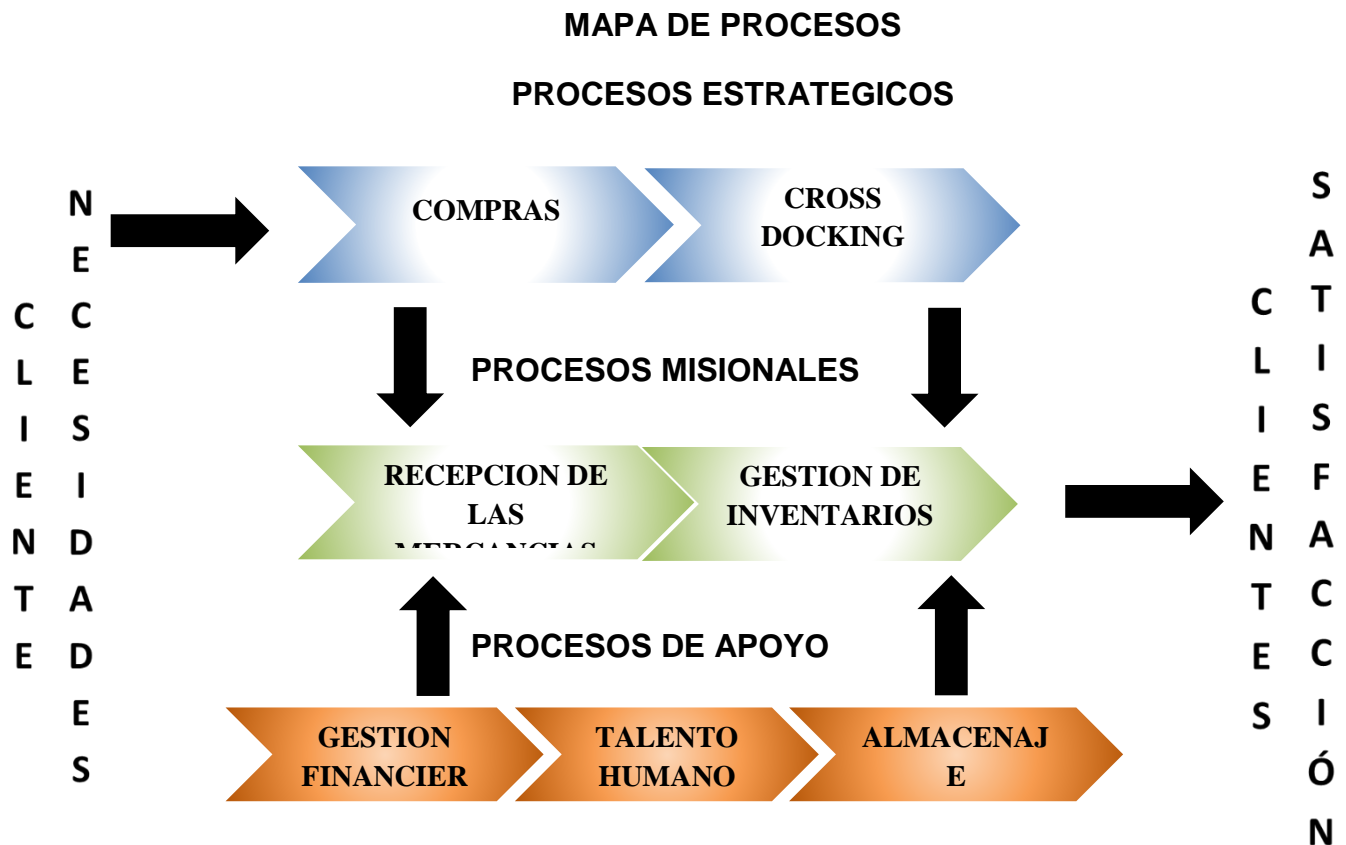 MAPA DE PROCESOS
PROCESOS ESTRATEGICOS
CLIENTE
NECESIDADES
COMPRAS
CROSS
DOCKING
PROCESOS MISIONALES
RECEPCION DE
LAS
MERCANCIAS
GESTION DE
INVENTARIOS
PROCESOS DE APOYO
GESTION
FINANCIER
TALENTO
HUMANO
ALMACENAJ
E
CLIENTES
SATISFACCIÓN